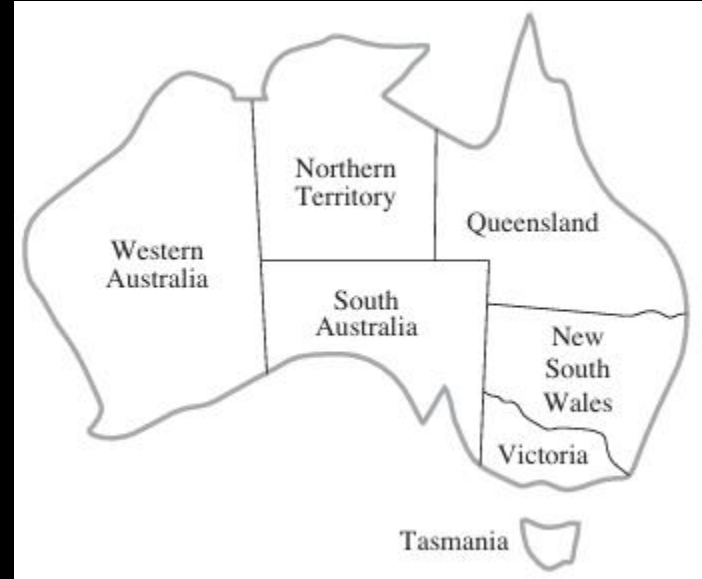 Northern
Territory
Queensland
Western
Australia
South
Australia
New
South
Wales
Victoria
Tasmania